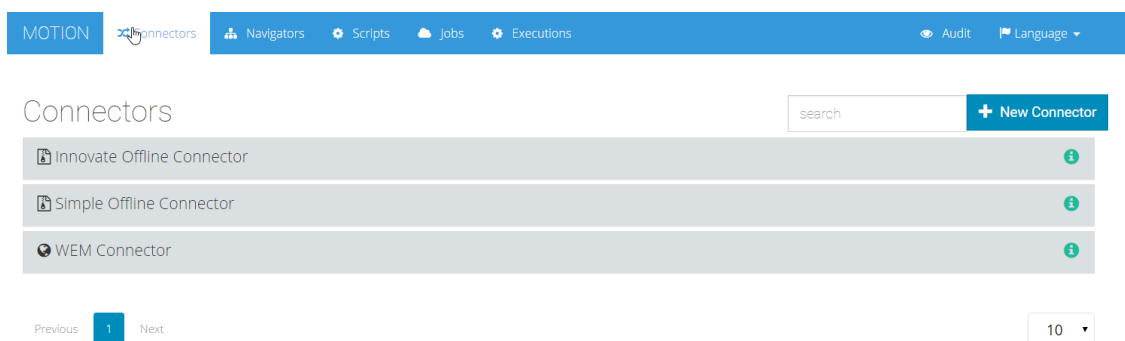 MOTION Connectors Navigators Scripts Jobs Executions Audit Language
Connectors search New Connector
Innovate Offline Connector
Simple Offline Connector
WEM Connector
Previous 1 Next 10